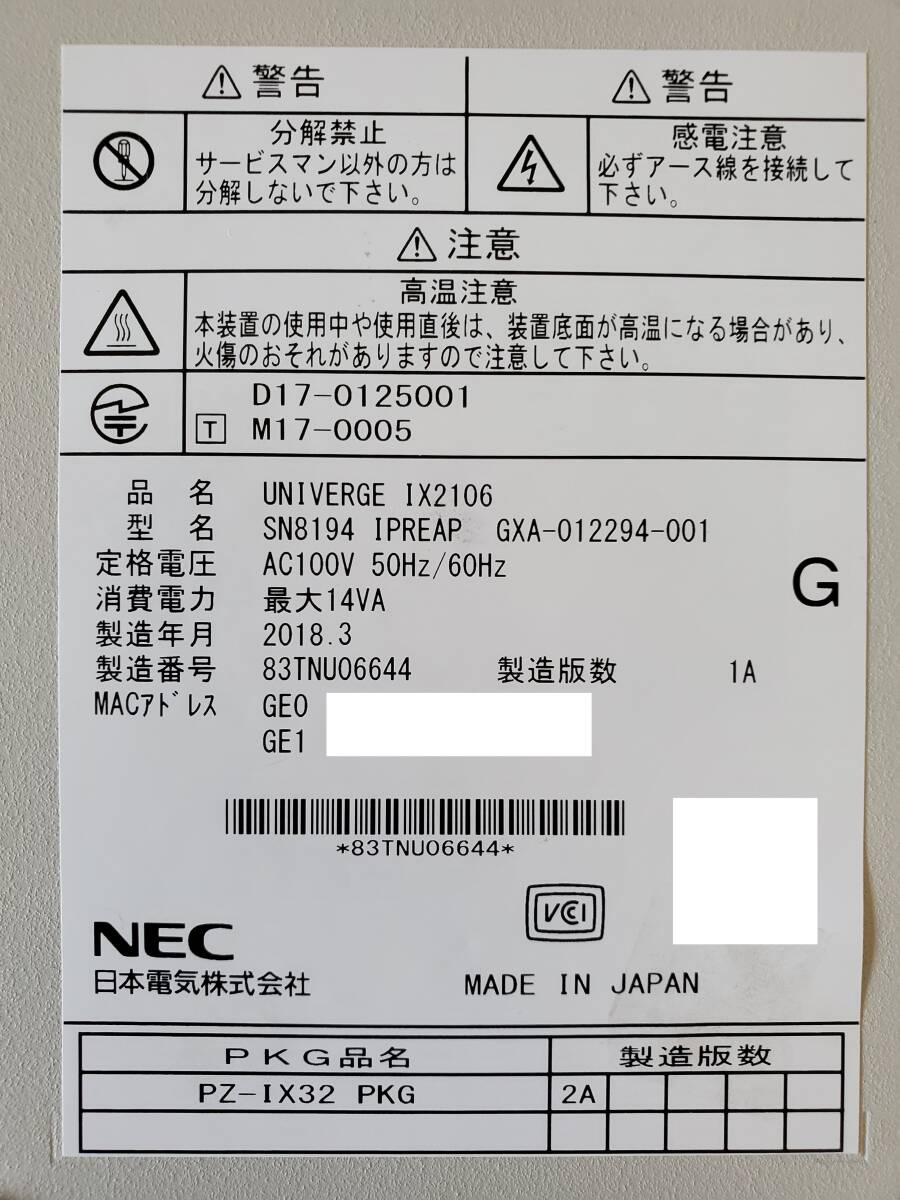 警告
警告
分解禁止
サービスマン以外の方は
分解しないで下さい。
感電注意
必ずアース線を接続して
下さい。
注意
高温注意
本装置の使用中や使用直後は、装置底面が高温になる場合があり、
火傷のおそれがありますので注意して下さい。
D17-0125001
T M17-0005
品 名 UNIVERGE IX2106
型 名 SN8194 IPREAP GXA-012294-001
定格電圧 AC100V 50Hz/60Hz
G
消費電力 最大14VA
製造年月 2018.3
製造番号 83TNU06644 製造版数 1A
MACｱﾄﾞﾚｽ GE0
GE1
*83TNU06644*
VCCI
NEC
日本電気株式会社 MADE IN JAPAN
PKG品名 製造版数
PZ-IX32 PKG 2A